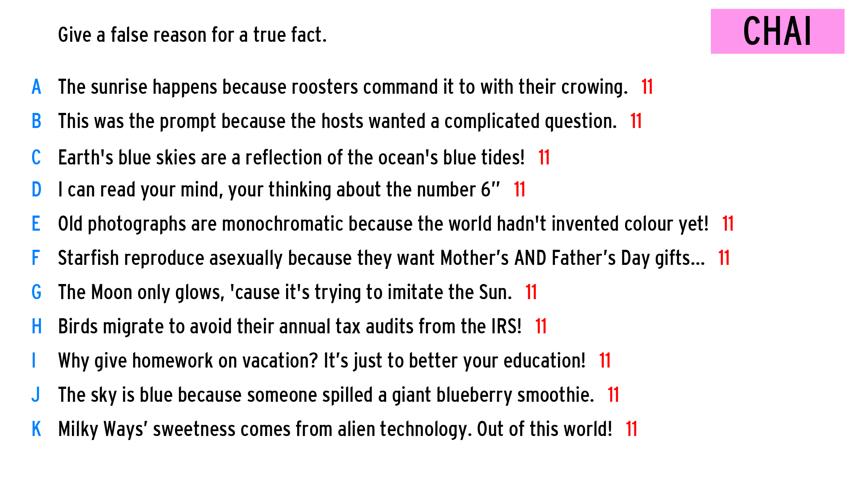 Give a false reason for a true fact.
CHAI
A The sunrise happens because roosters command it to with their crowing. 11
B This was the prompt because the hosts wanted a complicated question. 11
C Earth's blue skies are a reflection of the ocean's blue tides! 11
D I can read your mind, your thinking about the number 6” 11
E Old photographs are monochromatic because the world hadn't invented colour yet! 11
F Starfish reproduce asexually because they want Mother’s AND Father’s Day gifts... 11
G The Moon only glows, 'cause it's trying to imitate the Sun. 11
H Birds migrate to avoid their annual tax audits from the IRS! 11
I Why give homework on vacation? It’s just to better your education! 11
J The sky is blue because someone spilled a giant blueberry smoothie. 11
K Milky Ways’ sweetness comes from alien technology. Out of this world! 11